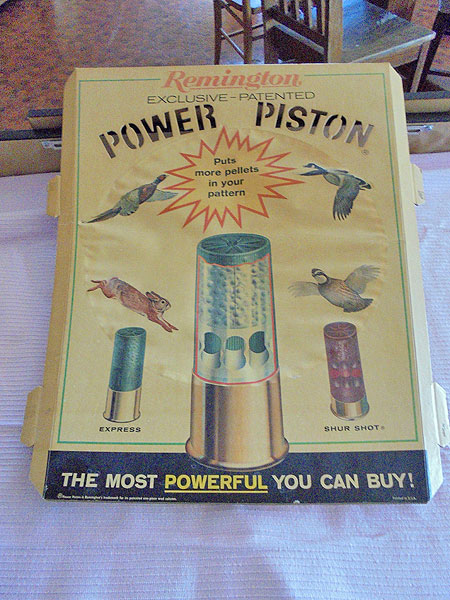 Remington
EXCLUSIVE-PATENTED
POWER PISTON®
Puts
more pellets
in your
pattern
EXPRESS
SHUR SHOT®
THE MOST POWERFUL YOU CAN BUY!